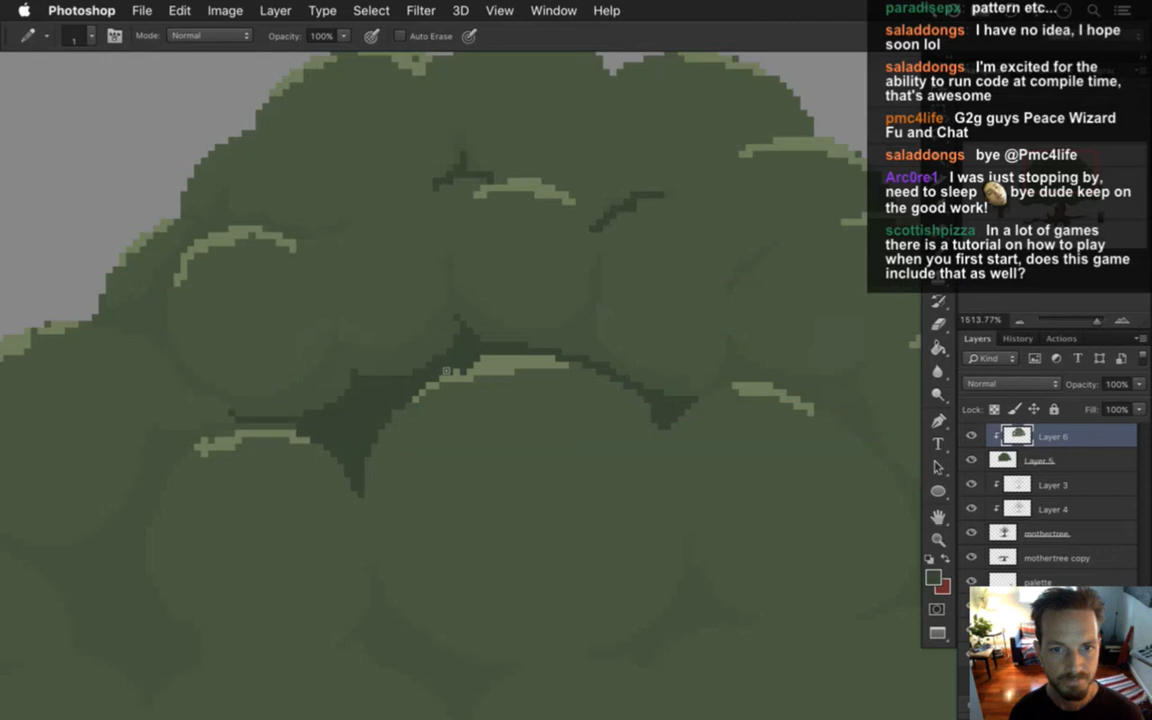 Photoshop File Edit Image Layer Type Select Filter 3D View Window Help
1 Mode: Normal Opacity: 100% Auto Erase
paradisepx pattern etc...
saladdongs I have no idea, I hope
soon lol
saladdongs I'm excited for the
ability to run code at compile time,
that's awesome
pmc4life G2g guys Peace Wizard
Fu and Chat
saladdongs bye @Pmc4life
Arc0re1 I was just stopping by,
need to sleep bye dude keep on
the good work!
scottishpizza In a lot of games
there is a tutorial on how to play
when you first start, does this game
include that as well?
1513.77%
Layers History Actions
Kind T
Normal Opacity: 100%
Lock: Fill: 100%
Layer 6
Layer 5
Layer 3
Layer 4
mothertree
mothertree copy
palette